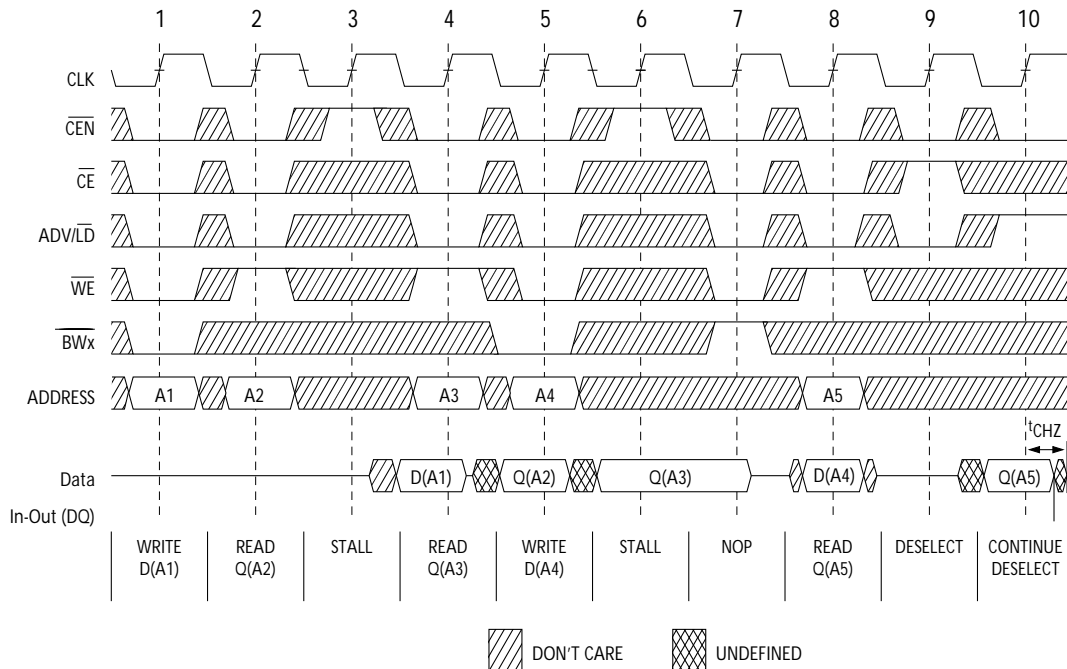 1 2 3 4 5 6 7 8 9 10
CLK
CEN
CE
ADV/LD
WE
BWx
ADDRESS A1 A2 A3 A4 A5
tCHZ
Data D(A1) Q(A2) Q(A3) D(A4) Q(A5)
In-Out (DQ)
WRITE READ STALL READ WRITE STALL NOP READ DESELECT CONTINUE
D(A1) Q(A2) Q(A3) D(A4) Q(A5) DESELECT
DON'T CARE UNDEFINED